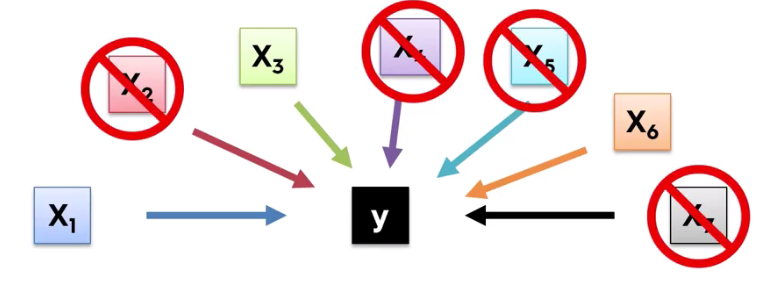 X₁
X₂
X₃
X₄
X₅
X₆
X₇
y